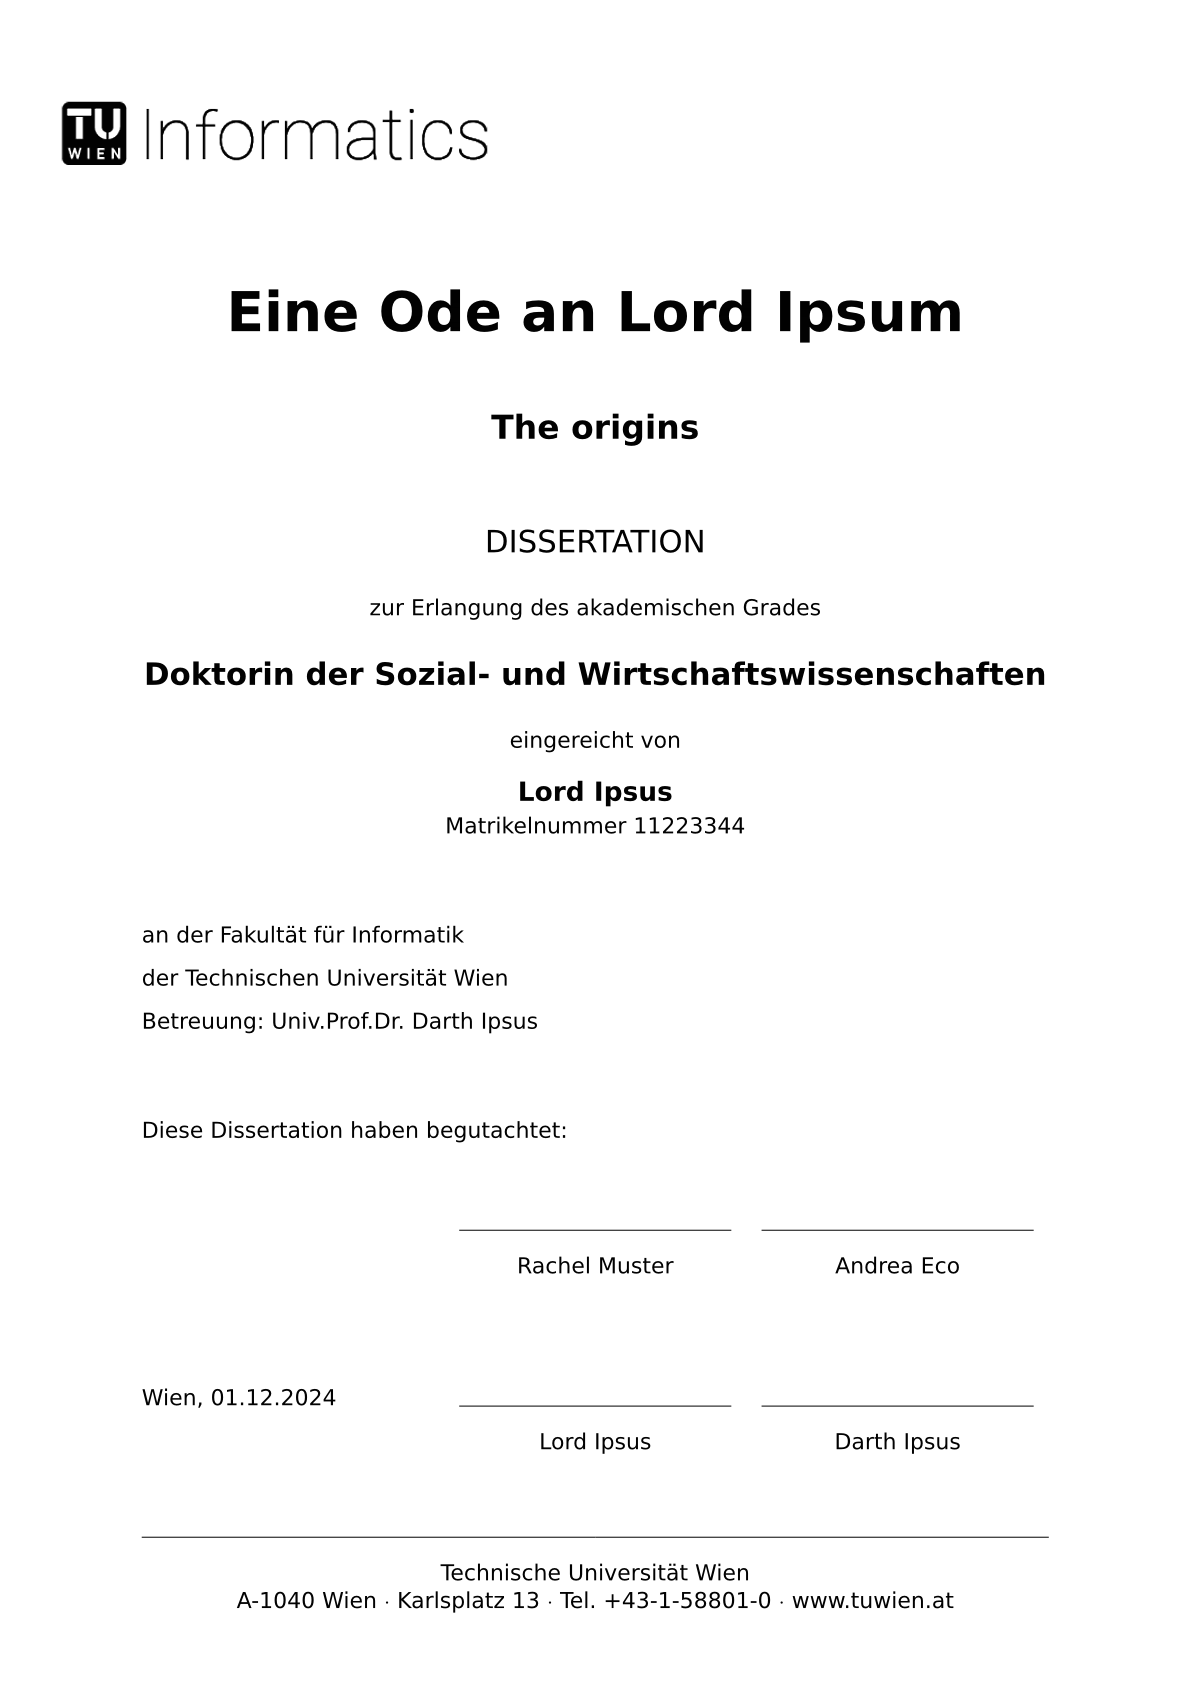 TU
WIEN
Informatics
Eine Ode an Lord Ipsum
The origins
DISSERTATION
zur Erlangung des akademischen Grades
Doktorin der Sozial- und Wirtschaftswissenschaften
eingereicht von
Lord Ipsus
Matrikelnummer 11223344
an der Fakultät für Informatik
der Technischen Universität Wien
Betreuung: Univ.Prof.Dr. Darth Ipsus
Diese Dissertation haben begutachtet:
Rachel Muster Andrea Eco
Wien, 01.12.2024
Lord Ipsus Darth Ipsus
Technische Universität Wien
A-1040 Wien · Karlsplatz 13 · Tel. +43-1-58801-0 · www.tuwien.at